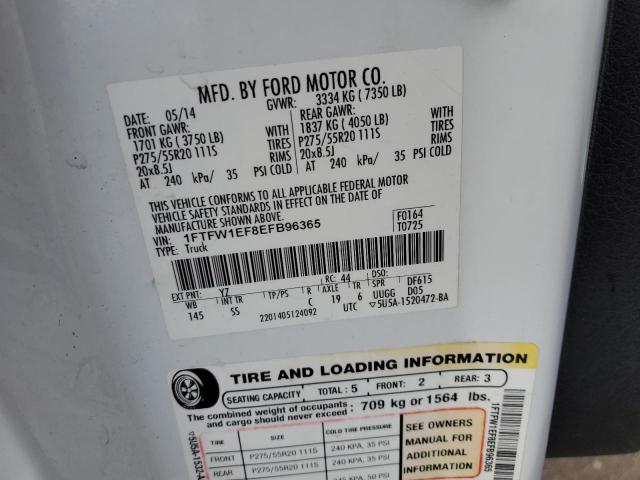 MFD. BY FORD MOTOR CO.
DATE: 05/14 GVWR: 3334 KG ( 7350 LB)
FRONT GAWR: REAR GAWR:
1701 KG ( 3750 LB) WITH 1837 KG ( 4050 LB) WITH
P275/55R20 111S TIRES P275/55R20 111S TIRES
20x8.5J RIMS 20x8.5J RIMS
AT 240 kPa/ 35 PSI COLD AT 240 kPa/ 35 PSI COLD
THIS VEHICLE CONFORMS TO ALL APPLICABLE FEDERAL MOTOR
VEHICLE SAFETY STANDARDS IN EFFECT ON THE DATE OF
MANUFACTURE SHOWN ABOVE.
VIN: 1FTFW1EF8EFB96365 F0164
TYPE: Truck T0725
EXT PNT: YZ RC: 44 DSO:
WB INT TR TP/PS R AXLE TR SPR DF615
145 SS C 19 6 UUGG D05
2201405124092 UTC ▽5U5A-1520472-BA
TIRE AND LOADING INFORMATION
SEATING CAPACITY TOTAL: 5 FRONT: 2 REAR: 3
The combined weight of occupants and cargo should never exceed: 709 kg or 1564 lbs.
TIRE SIZE COLD TIRE PRESSURE
FRONT P275/55R20 111S 240 KPA, 35 PSI
REAR P275/55R20 111S 240 KPA, 35 PSI
SEE OWNERS
MANUAL FOR
ADDITIONAL
INFORMATION